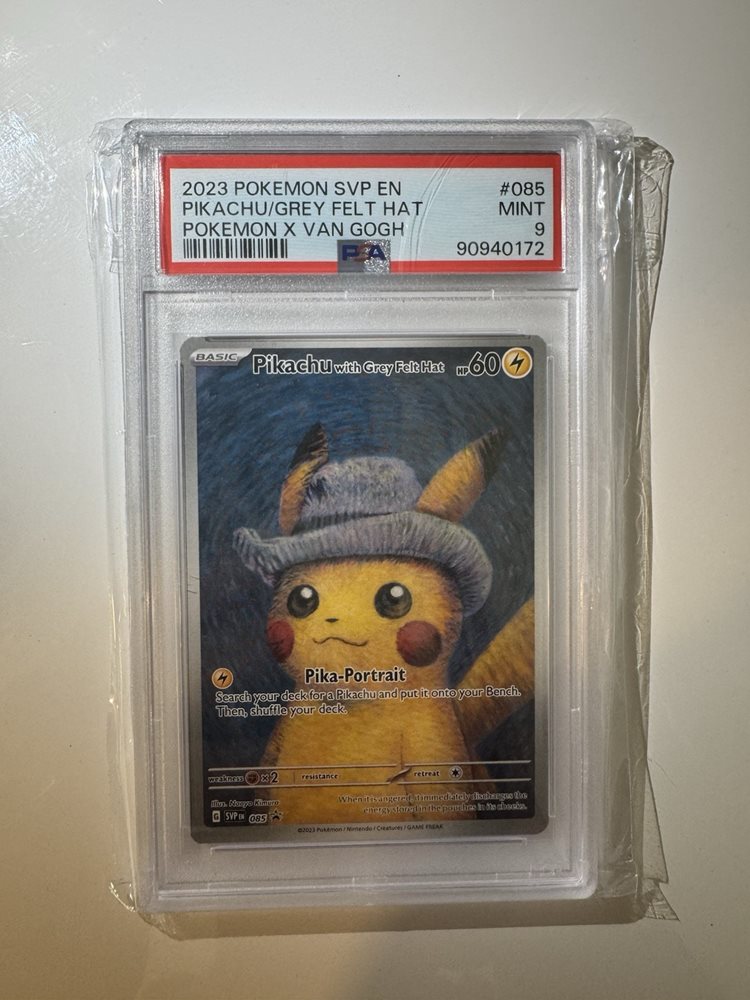 2023 POKEMON SVP EN #085
PIKACHU/GREY FELT HAT MINT
POKEMON X VAN GOGH 9
PSA 90940172
BASIC Pikachu with Grey Felt Hat HP60
Pika-Portrait
Search your deck for a Pikachu and put it onto your Bench.
Then, shuffle your deck.
weakness ×2 resistance retreat
Illus. Naoyo Kimura
When it is angered, it immediately discharges the
energy stored in the pouches in its cheeks.
G SVP EN 085
©2023 Pokémon / Nintendo / Creatures / GAME FREAK